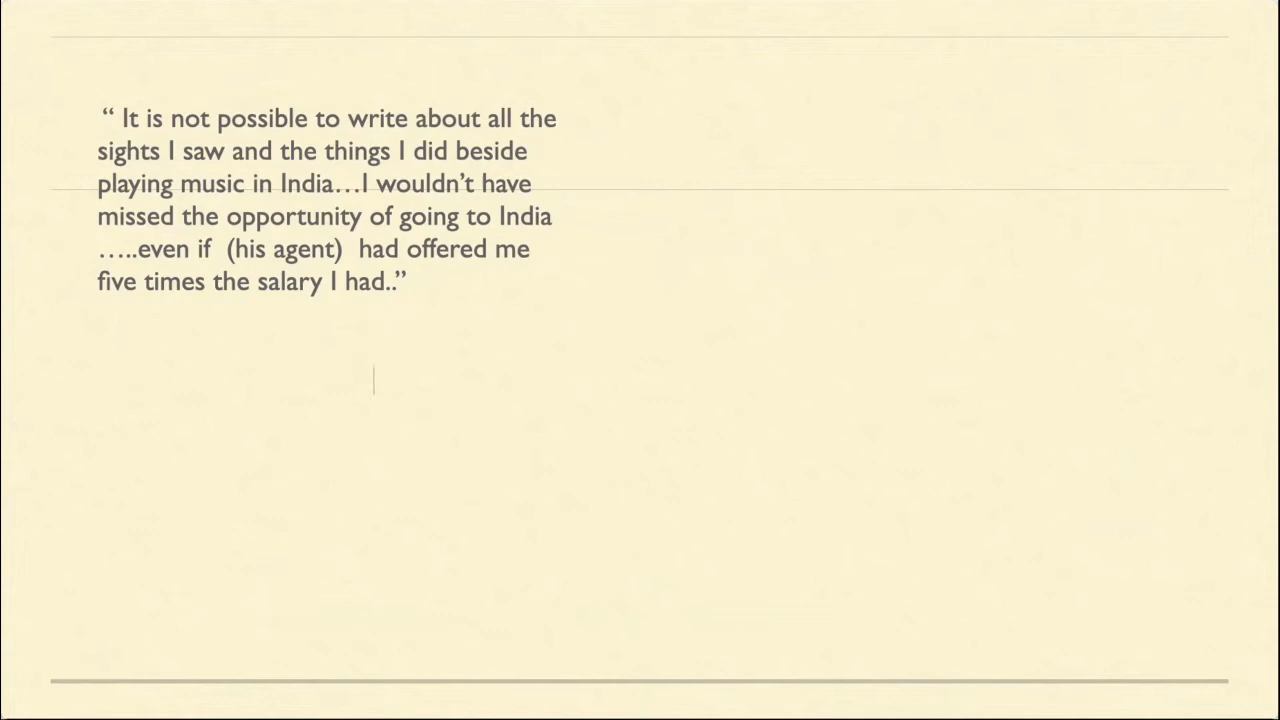 “ It is not possible to write about all the
sights I saw and the things I did beside
playing music in India…I wouldn’t have
missed the opportunity of going to India
…..even if  (his agent)  had offered me
five times the salary I had..”